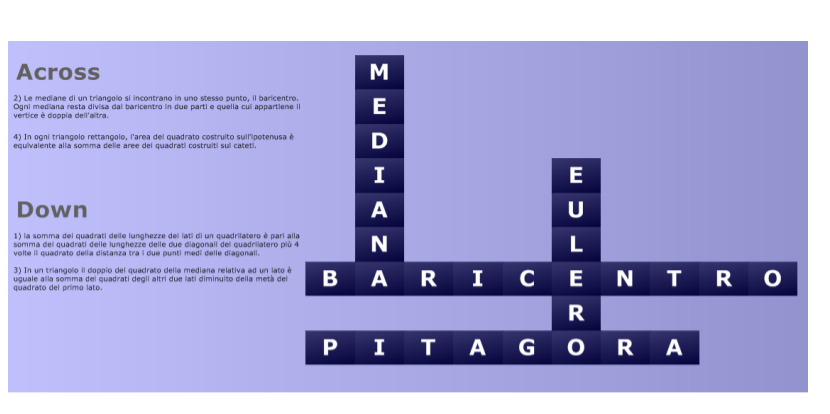 Across
2) Le mediane di un triangolo si incontrano in uno stesso punto, il baricentro.
Ogni mediana resta divisa dal baricentro in due parti e quella cui appartiene il
vertice è doppia dell'altra.
4) In ogni triangolo rettangolo, l'area del quadrato costruito sull'ipotenusa è
equivalente alla somma delle aree dei quadrati costruiti sui cateti.
Down
1) la somma dei quadrati delle lunghezze dei lati di un quadrilatero è pari alla
somma dei quadrati delle lunghezze delle due diagonali del quadrilatero più 4
volte il quadrato della distanza tra i due punti medi delle diagonali.
3) In un triangolo il doppio del quadrato della mediana relativa ad un lato è
uguale alla somma dei quadrati degli altri due lati diminuito della metà del
quadrato del primo lato.
M
E
D
I E
A U
N L
B A R I C E N T R O
R
P I T A G O R A